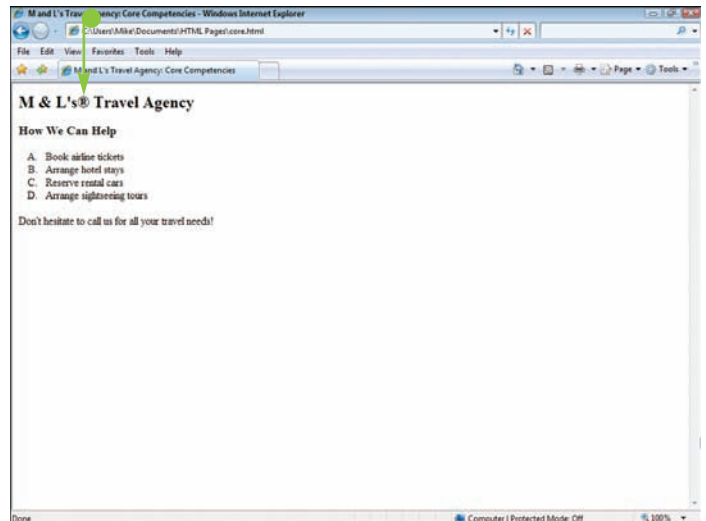 M and L's Travel Agency: Core Competencies - Windows Internet Explorer
C:\Users\Mike\Documents\HTML Pages\core.html
File Edit View Favorites Tools Help
M and L's Travel Agency: Core Competencies
Page Tools
M & L's® Travel Agency
How We Can Help
A. Book airline tickets
B. Arrange hotel stays
C. Reserve rental cars
D. Arrange sightseeing tours
Don't hesitate to call us for all your travel needs!
Done
Computer | Protected Mode: Off
100%